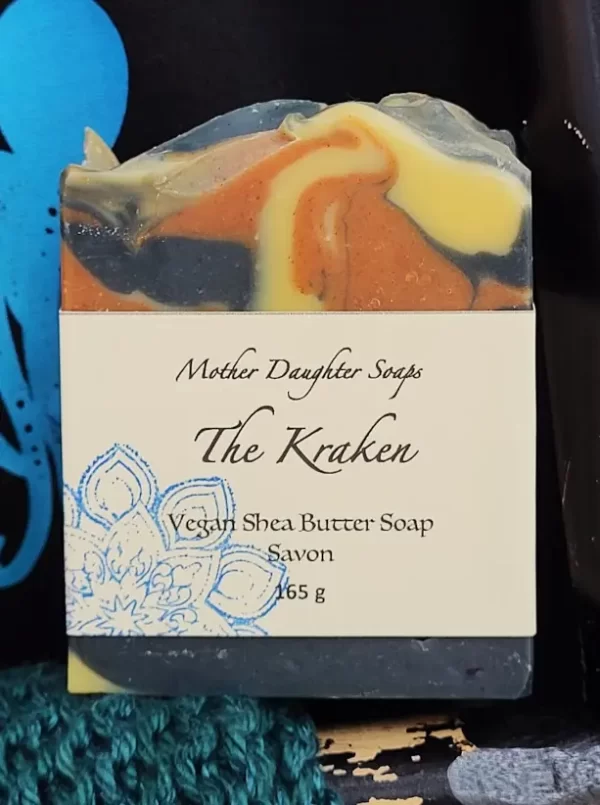 Mother Daughter Soaps
The Kraken
Vegan Shea Butter Soap
Savon
165 g